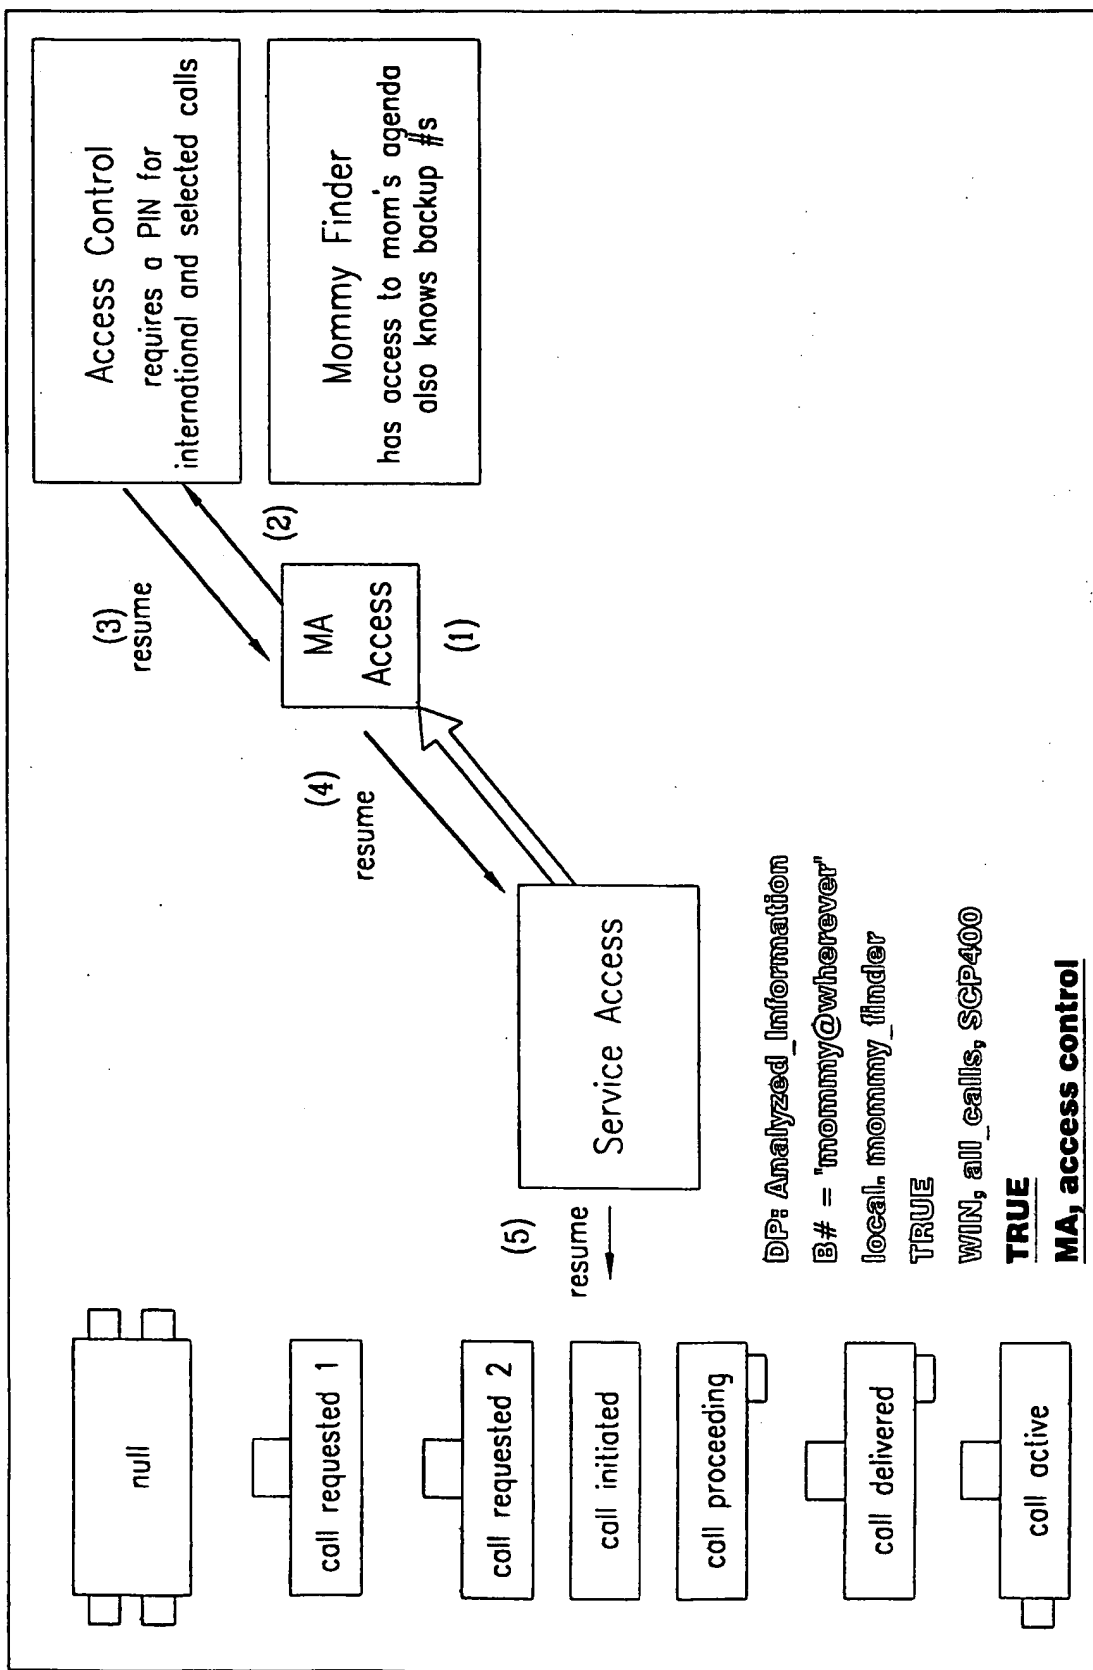 null
call requested 1
call requested 2
call initiated
call proceeding
call delivered
call active
(5)
resume
Service Access
DP: Analyzed_Information
B# = "mommy@wherever"
local. mommy_finder
TRUE
WIN, all_calls, SCP400
TRUE
MA, access control
(4)
resume
MA
Access
(1)
(3)
resume
(2)
Access Control
requires a PIN for
international and selected calls
Mommy Finder
has access to mom's agenda
also knows backup #s